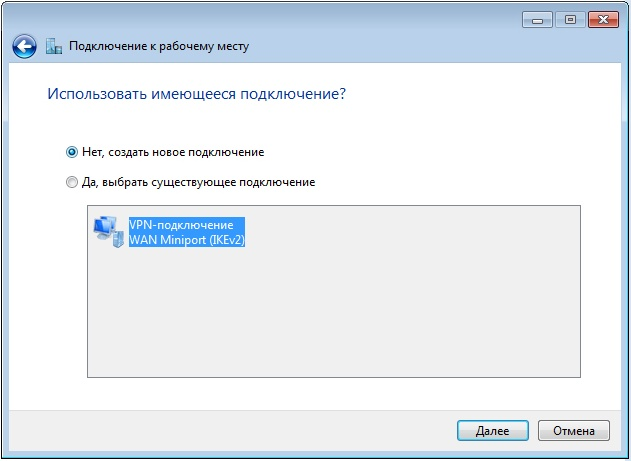 Подключение к рабочему месту
Использовать имеющееся подключение?
Нет, создать новое подключение
Да, выбрать существующее подключение
VPN-подключение
WAN Miniport (IKEv2)
Далее
Отмена